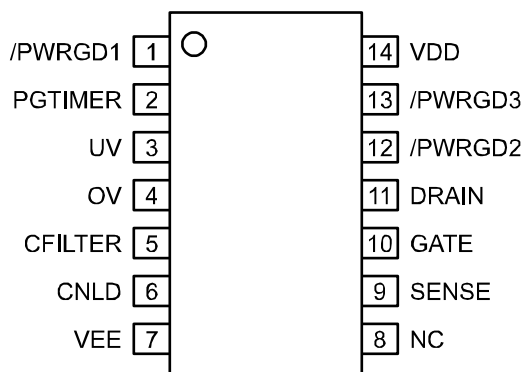 /PWRGD1 1 14 VDD
PGTIMER 2 13 /PWRGD3
UV 3 12 /PWRGD2
OV 4 11 DRAIN
CFILTER 5 10 GATE
CNLD 6 9 SENSE
VEE 7 8 NC